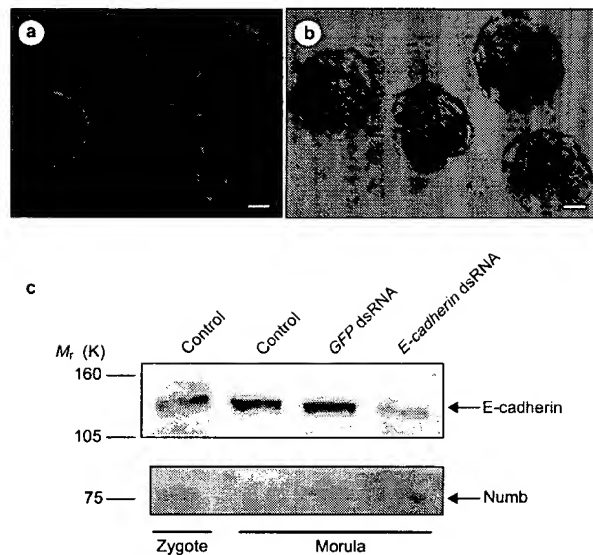 a
b
c
Control
Control
GFP dsRNA
E-cadherin dsRNA
Mr (K)
160
E-cadherin
105
75
Numb
Zygote
Morula